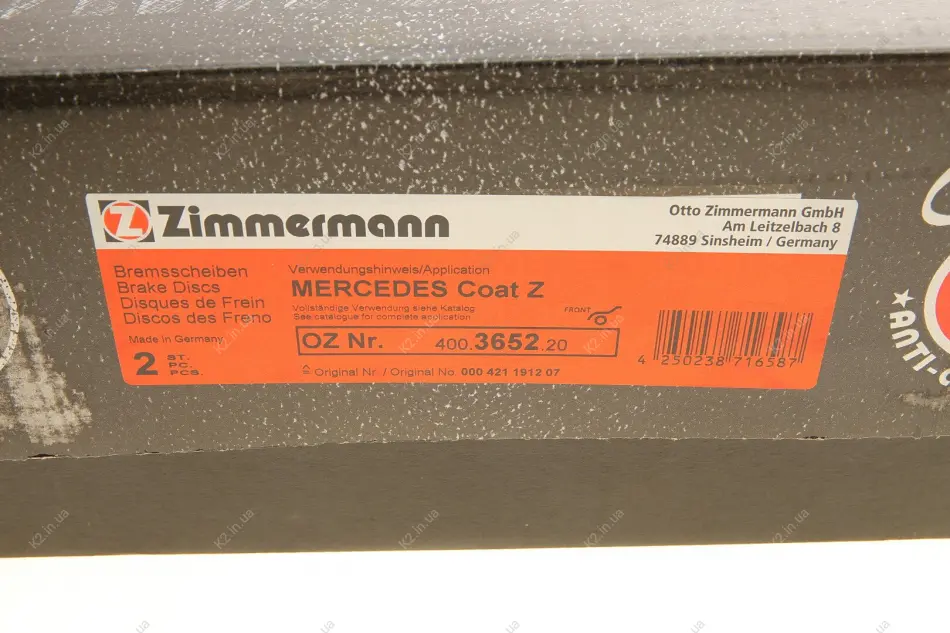 Zimmermann
Otto Zimmermann GmbH
Am Leitzelbach 8
74889 Sinsheim / Germany
Bremsscheiben
Brake Discs
Disques de Frein
Discos des Freno
Made in Germany
2 ST.
PC.
PCS.
Verwendungshinweis/Application
MERCEDES Coat Z
Vollständige Verwendung siehe Katalog
See catalogue for complete application
FRONT
OZ Nr. 400.3652.20
≙ Original Nr. / Original No. 000 421 1912 07
4 250238 716587
★ANTI-
K2.in.ua